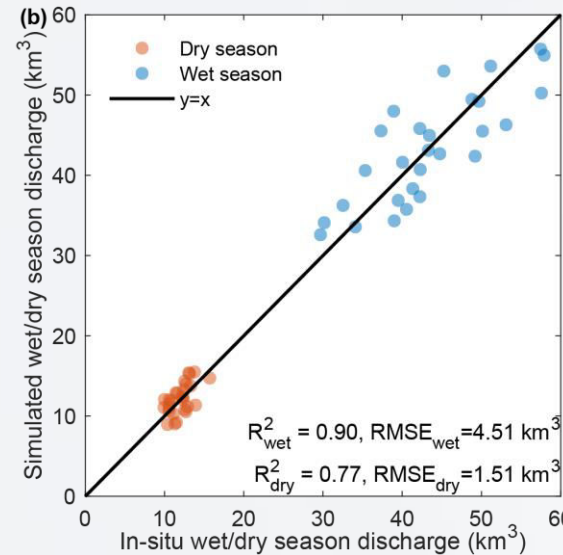 (b)
Dry season
Wet season
y=x
Simulated wet/dry season discharge (km³)
60
50
40
30
20
10
0
R²wet = 0.90, RMSEwet=4.51 km³
R²dry = 0.77, RMSEdry=1.51 km³
0 10 20 30 40 50 60
In-situ wet/dry season discharge (km³)